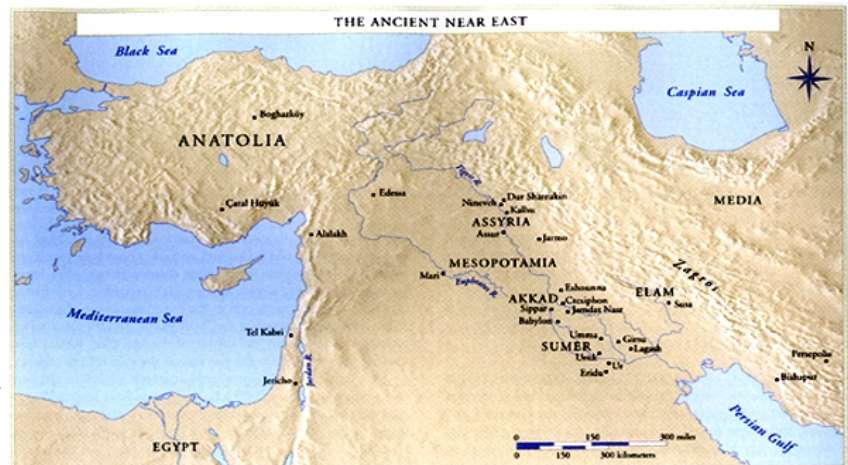 THE ANCIENT NEAR EAST
Black Sea
N
Caspian Sea
Boghazköy
ANATOLIA
Tigris R.
Edessa
Dur Sharrukin
Nineveh
Kalhu
MEDIA
Çatal Hüyük
ASSYRIA
Assur
Alalakh
Jarmo
MESOPOTAMIA
Zagros
Mari
Euphrates R.
Eshnunna
ELAM
AKKAD
Ctesiphon
Susa
Sippar
Jamdat Nasr
Mediterranean Sea
Babylon
Tel Kabri
Umma
Girsu
SUMER
Lagash
Uruk
Persepolis
Ur
Jordan R.
Eridu
Jericho
Bishapur
Persian Gulf
EGYPT
0 150 300 miles
0 150 300 kilometers